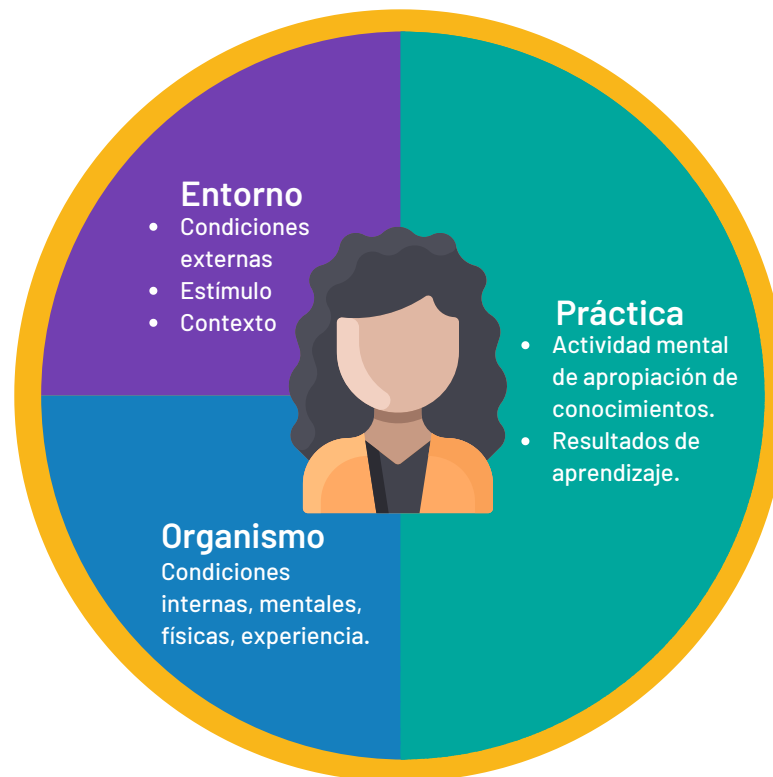 Entorno
• Condiciones
externas
• Estímulo
• Contexto
Práctica
• Actividad mental
de apropiación de
conocimientos.
• Resultados de
aprendizaje.
Organismo
Condiciones
internas, mentales,
físicas, experiencia.